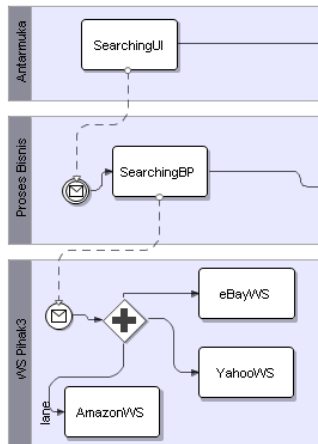 Antarmuka
SearchingUI
Proses Bisnis
SearchingBP
WS Pihak3
eBayWS
YahooWS
lane
AmazonWS